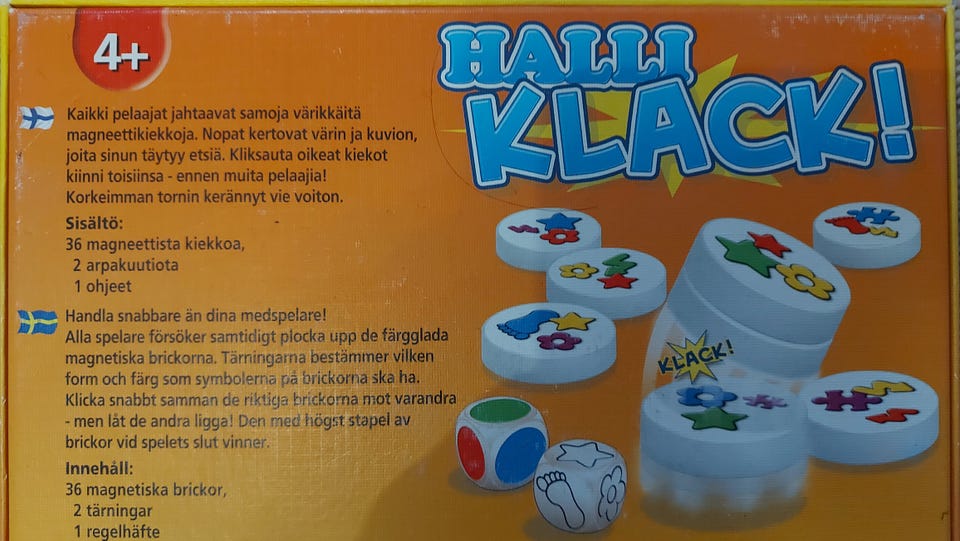 4+
HALLI
KLACK!
Kaikki pelaajat jahtaavat samoja värikkäitä
magneettikiekkoja. Nopat kertovat värin ja kuvion,
joita sinun täytyy etsiä. Kliksauta oikeat kiekot
kiinni toisiinsa - ennen muita pelaajia!
Korkeimman tornin kerännyt vie voiton.
Sisältö:
36 magneettista kiekkoa,
2 arpakuutiota
1 ohjeet
Handla snabbare än dina medspelare!
Alla spelare försöker samtidigt plocka upp de färgglada
magnetiska brickorna. Tärningarna bestämmer vilken
form och färg som symbolerna på brickorna ska ha.
Klicka snabbt samman de riktiga brickorna mot varandra
- men låt de andra ligga! Den med högst stapel av
brickor vid spelets slut vinner.
Innehåll:
36 magnetiska brickor,
2 tärningar
1 regelhäfte
KLACK!